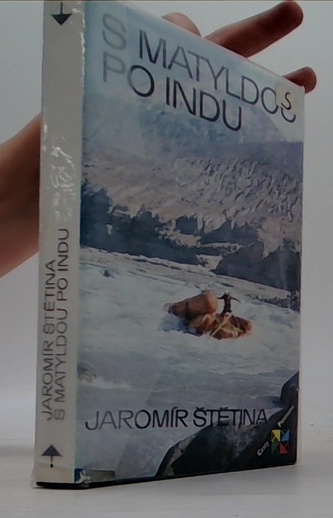 S MATYLDOU
PO INDU
JAROMÍR ŠTĚTINA
JAROMÍR ŠTĚTINA
S MATYLDOU PO INDU